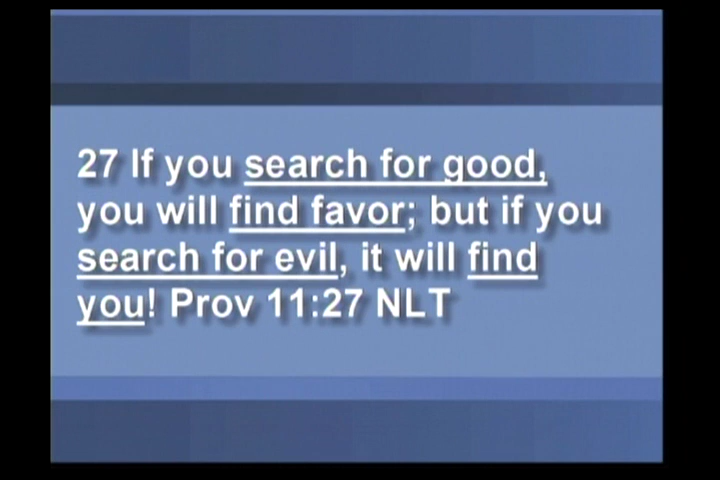 27 If you search for good,
you will find favor; but if you
search for evil, it will find
you! Prov 11:27 NLT